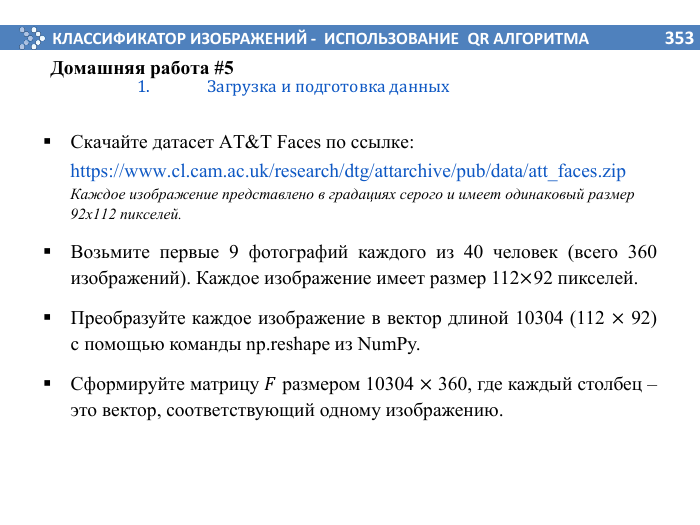 КЛАССИФИКАТОР ИЗОБРАЖЕНИЙ - ИСПОЛЬЗОВАНИЕ QR АЛГОРИТМА 353
Домашняя работа #5
1. Загрузка и подготовка данных
▪ Скачайте датасет AT&T Faces по ссылке:
https://www.cl.cam.ac.uk/research/dtg/attarchive/pub/data/att_faces.zip
Каждое изображение представлено в градациях серого и имеет одинаковый размер
92x112 пикселей.
▪ Возьмите первые 9 фотографий каждого из 40 человек (всего 360
изображений). Каждое изображение имеет размер 112×92 пикселей.
▪ Преобразуйте каждое изображение в вектор длиной 10304 (112 × 92)
с помощью команды np.reshape из NumPy.
▪ Сформируйте матрицу 𝐹 размером 10304 × 360, где каждый столбец –
это вектор, соответствующий одному изображению.